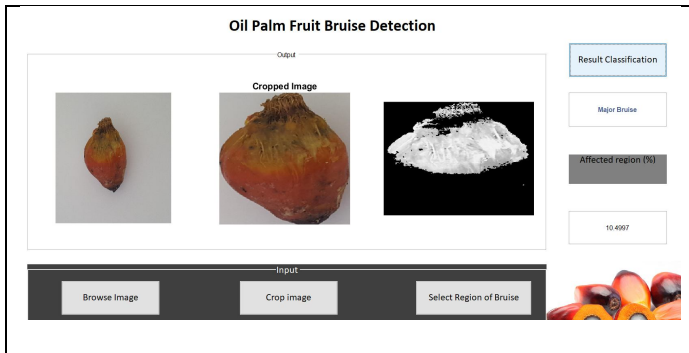 Oil Palm Fruit Bruise Detection
Output
Result Classification
Cropped Image
Major Bruise
Affected region (%)
10.4997
Input
Browse Image
Crop image
Select Region of Bruise